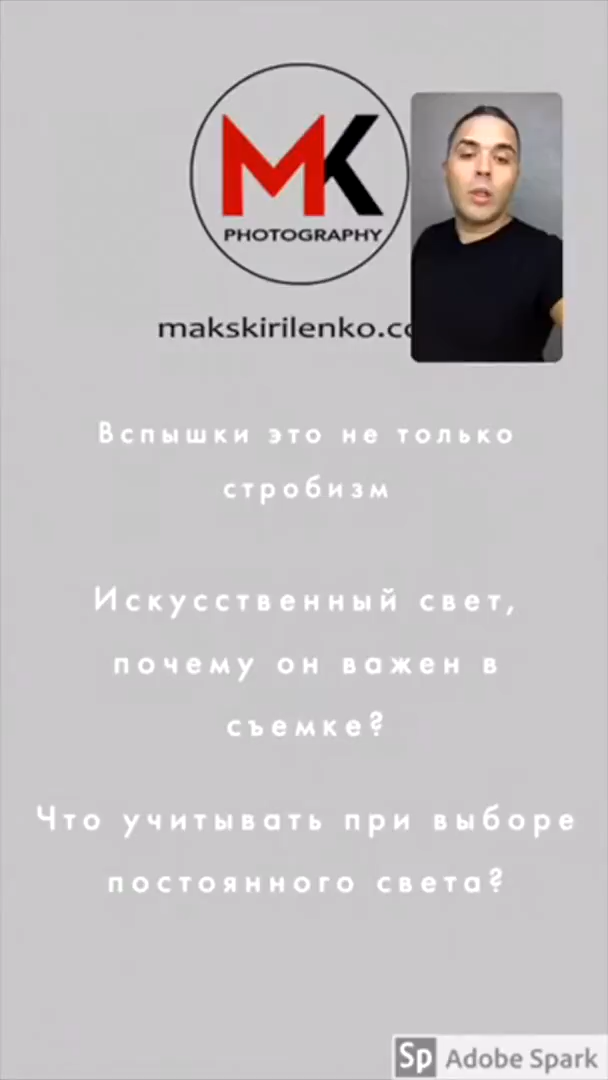 MK
PHOTOGRAPHY
makskirilenko.c
Вспышки это не только
стробизм
Искусственный свет,
почему он важен в
съемке?
Что учитывать при выборе
постоянного света?
Sp Adobe Spark